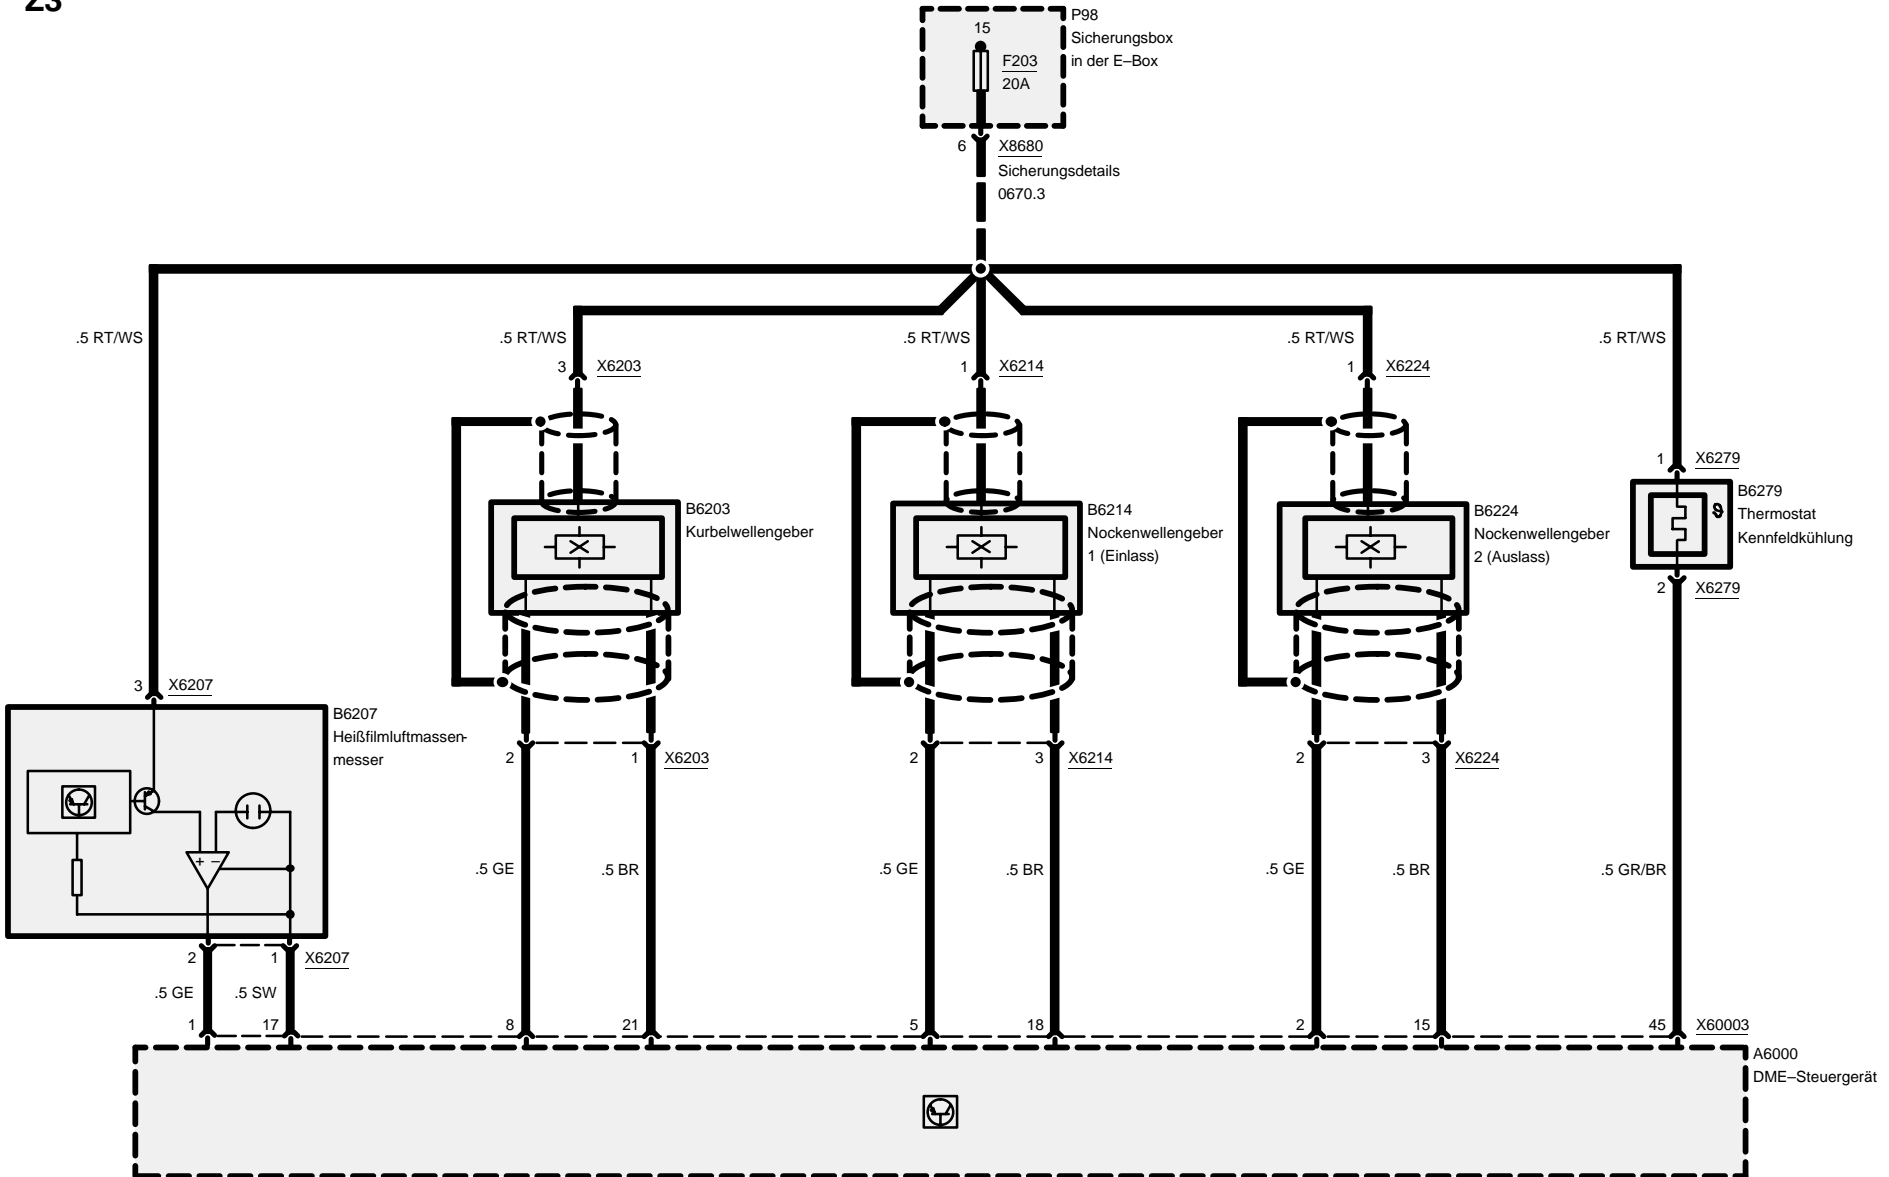 Z3
P98
15
Sicherungsbox
F203
in der E–Box
20A
6
X8680
Sicherungsdetails
0670.3
.5 RT/WS
.5 RT/WS
.5 RT/WS
.5 RT/WS
.5 RT/WS
3
X6203
1
X6214
1
X6224
1
X6279
B6203
Kurbelwellengeber
B6214
Nockenwellengeber
1 (Einlass)
B6224
Nockenwellengeber
2 (Auslass)
B6279
ϑ
Thermostat
Kennfeldkühlung
2
X6279
3
X6207
B6207
Heißfilmluftmassen-
messer
+ −
2
1
X6203
2
3
X6214
2
3
X6224
.5 GE
.5 BR
.5 GE
.5 BR
.5 GE
.5 BR
.5 GR/BR
2
1
X6207
.5 GE
.5 SW
1
17
8
21
5
18
2
15
45
X60003
A6000
DME–Steuergerät